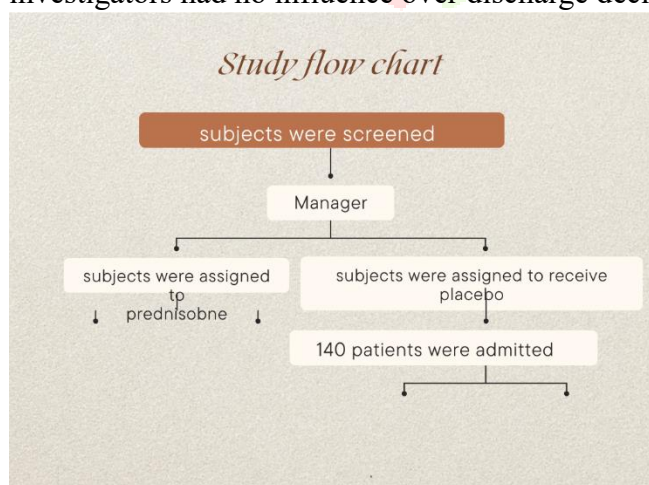 investigators had no influence over discharge
Study flow chart
subjects were screened
Manager
subjects were assigned
to
prednisobne
subjects were assigned to receive
placebo
140 patients were admitted